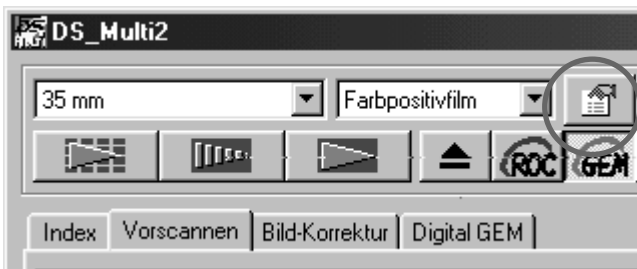 DS_Multi2
35 mm Farbpositivfilm
ROC GEM
Index Vorscannen Bild-Korrektur Digital GEM